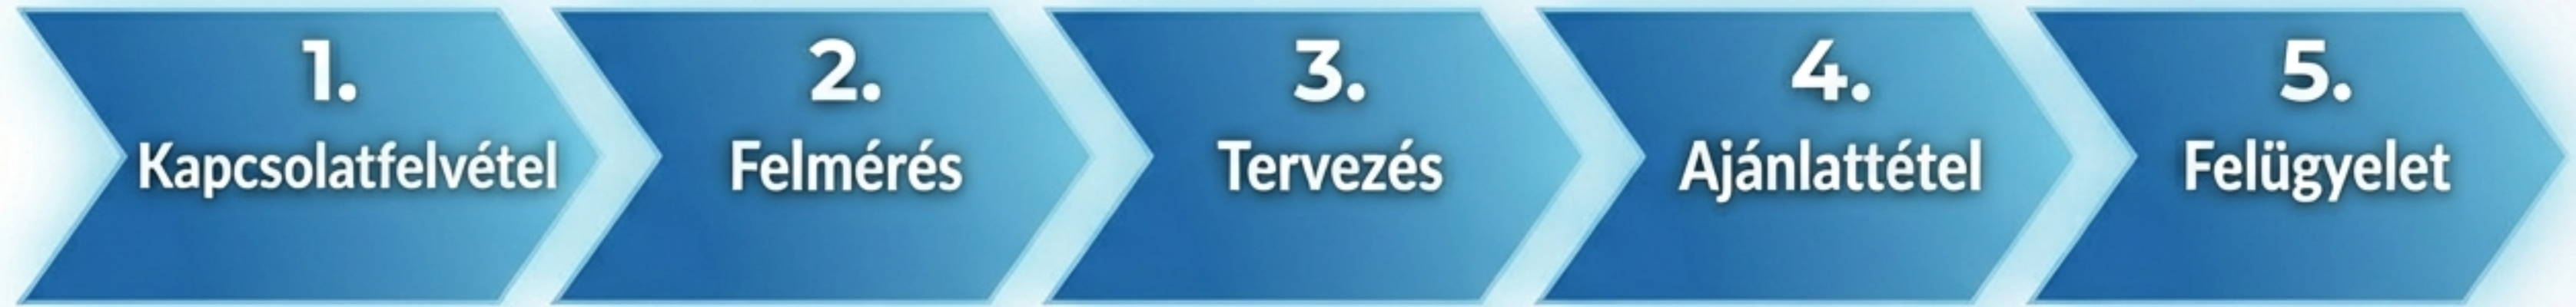 1.
Kapcsolatfelvétel
2.
Felmérés
3.
Tervezés
4.
Ajánlattétel
5.
Felügyelet